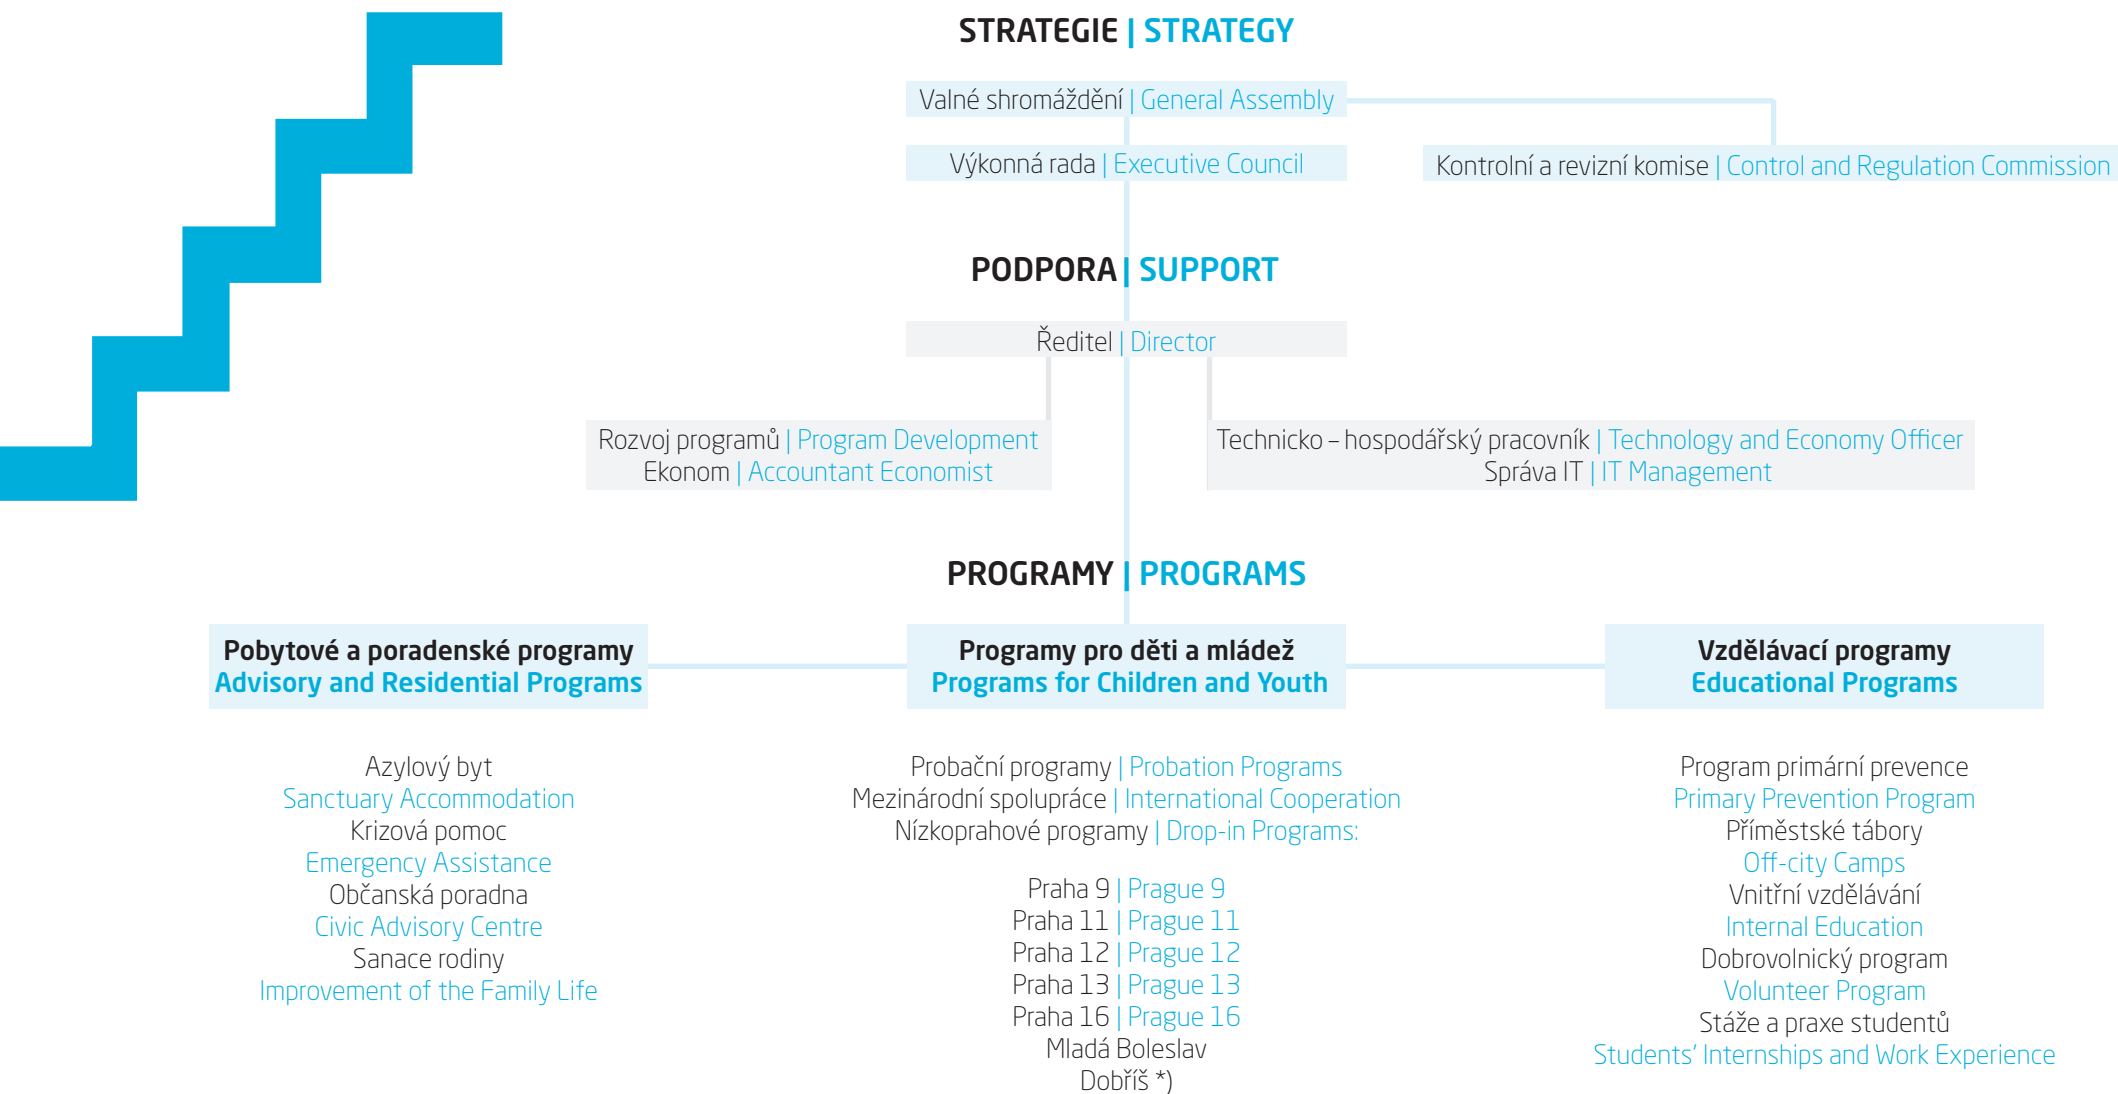 STRATEGIE | STRATEGY
Valné shromáždění | General Assembly
Výkonná rada | Executive Council
Kontrolní a revizní komise | Control and Regulation Commission
PODPORA | SUPPORT
Ředitel | Director
Rozvoj programů | Program Development
Ekonom | Accountant Economist
Technicko – hospodářský pracovník | Technology and Economy Officer
Správa IT | IT Management
PROGRAMY | PROGRAMS
Pobytové a poradenské programy
Advisory and Residential Programs
Azylový byt
Sanctuary Accommodation
Krizová pomoc
Emergency Assistance
Občanská poradna
Civic Advisory Centre
Sanace rodiny
Improvement of the Family Life
Programy pro děti a mládež
Programs for Children and Youth
Probační programy | Probation Programs
Mezinárodní spolupráce | International Cooperation
Nízkoprahové programy | Drop-in Programs:
Praha 9 | Prague 9
Praha 11 | Prague 11
Praha 12 | Prague 12
Praha 13 | Prague 13
Praha 16 | Prague 16
Mladá Boleslav
Dobříš *)
Vzdělávací programy
Educational Programs
Program primární prevence
Primary Prevention Program
Příměstské tábory
Off-city Camps
Vnitřní vzdělávání
Internal Education
Dobrovolnický program
Volunteer Program
Stáže a praxe studentů
Students' Internships and Work Experience